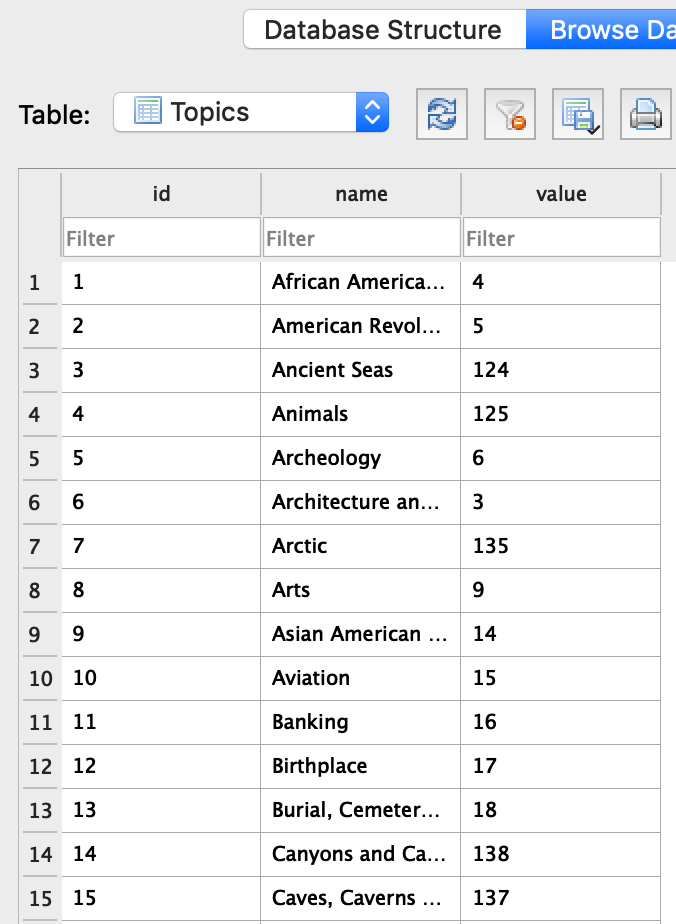 Database Structure Browse Da
Table: Topics
id name value
Filter Filter Filter
1 1 African America... 4
2 2 American Revol... 5
3 3 Ancient Seas 124
4 4 Animals 125
5 5 Archeology 6
6 6 Architecture an... 3
7 7 Arctic 135
8 8 Arts 9
9 9 Asian American ... 14
10 10 Aviation 15
11 11 Banking 16
12 12 Birthplace 17
13 13 Burial, Cemeter... 18
14 14 Canyons and Ca... 138
15 15 Caves, Caverns ... 137